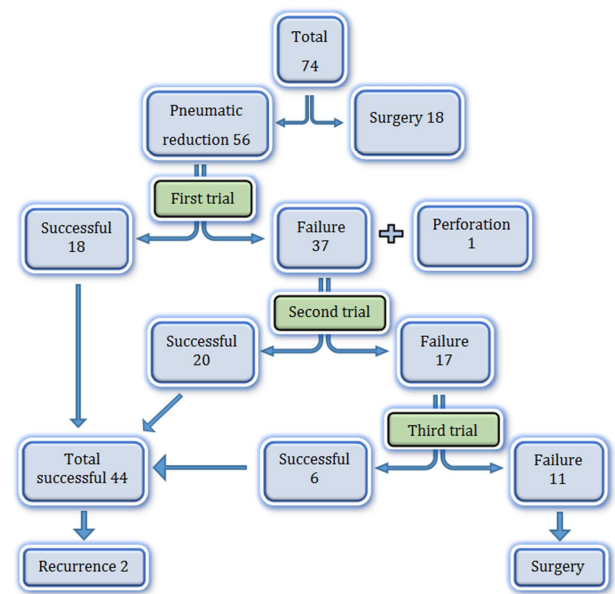 Total
74
Pneumatic
reduction 56
Surgery 18
First trial
Successful
18
Failure
37
Perforation
1
Second trial
Successful
20
Failure
17
Third trial
Total
successful 44
Successful
6
Failure
11
Recurrence 2
Surgery